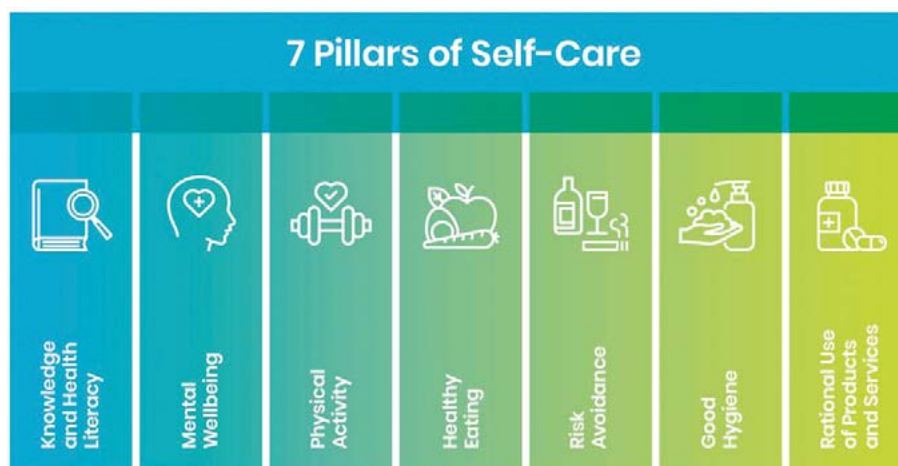 7 Pillars of Self-Care
Knowledge
and Health
Literacy
Mental
Wellbeing
Physical
Activity
Healthy
Eating
Risk
Avoidance
Good
Hygiene
Rational Use
of Products
and Services